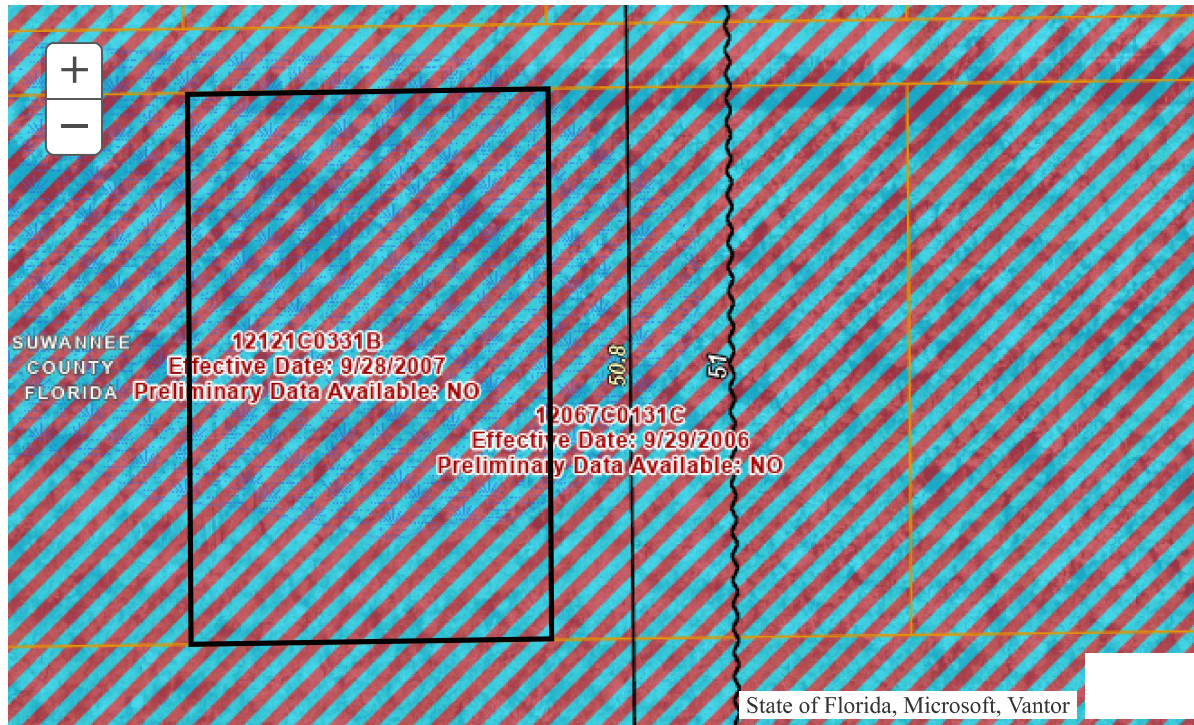 +
−
SUWANNEE
COUNTY
FLORIDA
12121C0331B
Effective Date: 9/28/2007
Preliminary Data Available: NO
50.8
51
12067C0131C
Effective Date: 9/29/2006
Preliminary Data Available: NO
State of Florida, Microsoft, Vantor